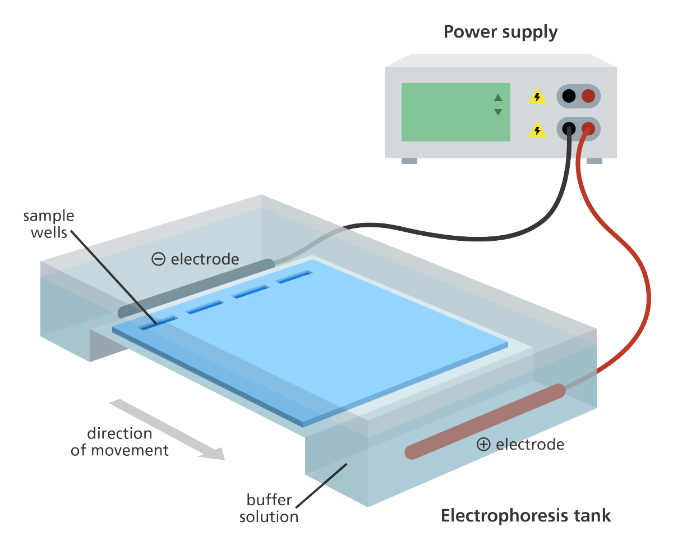 Power supply
sample
wells
⊖ electrode
direction
of movement
⊕ electrode
buffer
solution
Electrophoresis tank